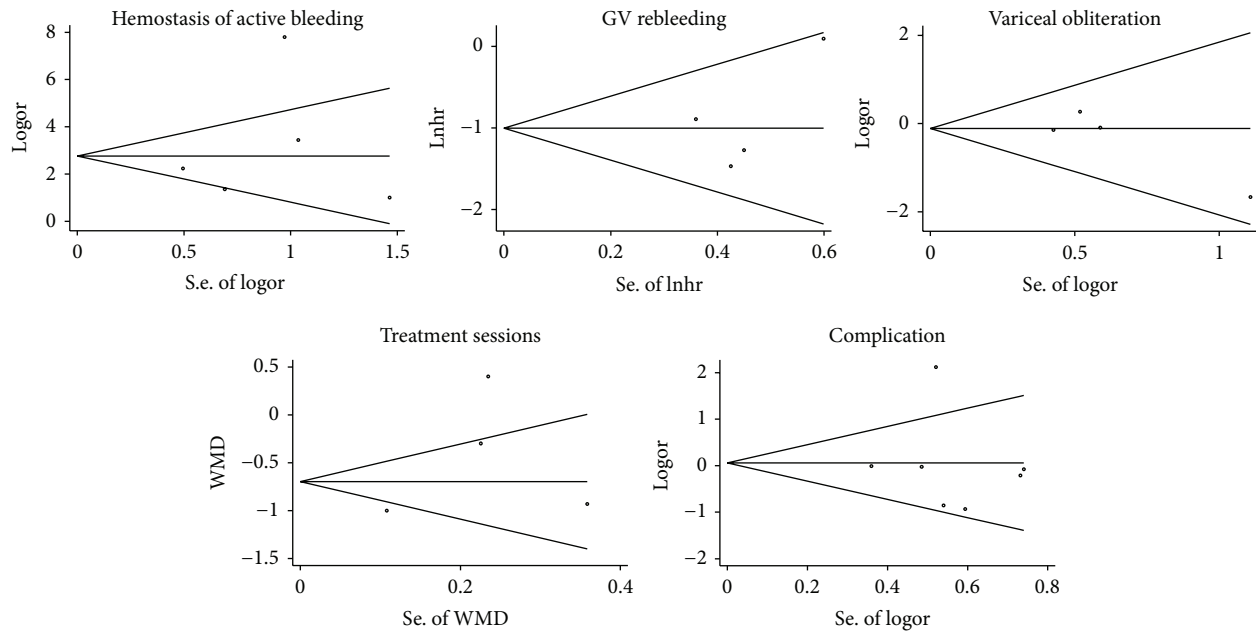 Hemostasis of active bleeding
8
6
4
2
0
Logor
0
0.5
1
1.5
S.e. of logor
GV rebleeding
0
−1
−2
Lnhr
0
0.2
0.4
0.6
Se. of lnhr
Variceal obliteration
2
0
−2
Logor
0
0.5
1
Se. of logor
Treatment sessions
0.5
0
−0.5
−1
−1.5
WMD
0
0.2
0.4
Se. of WMD
Complication
2
1
0
−1
−2
Logor
0
0.2
0.4
0.6
0.8
Se. of logor